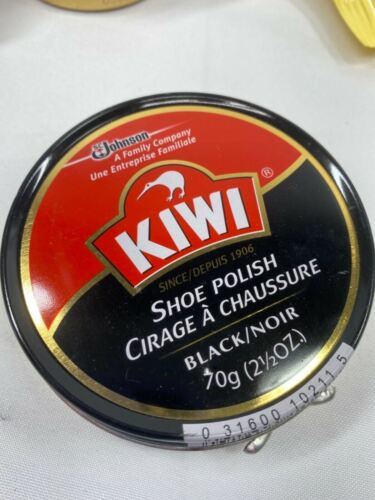 SC Johnson
A Family Company
Une Entreprise Familiale
KIWI®
SINCE/DEPUIS 1906
SHOE POLISH
CIRAGE À CHAUSSURE
BLACK/NOIR
70g (2½OZ.)
0 31600 10211 5